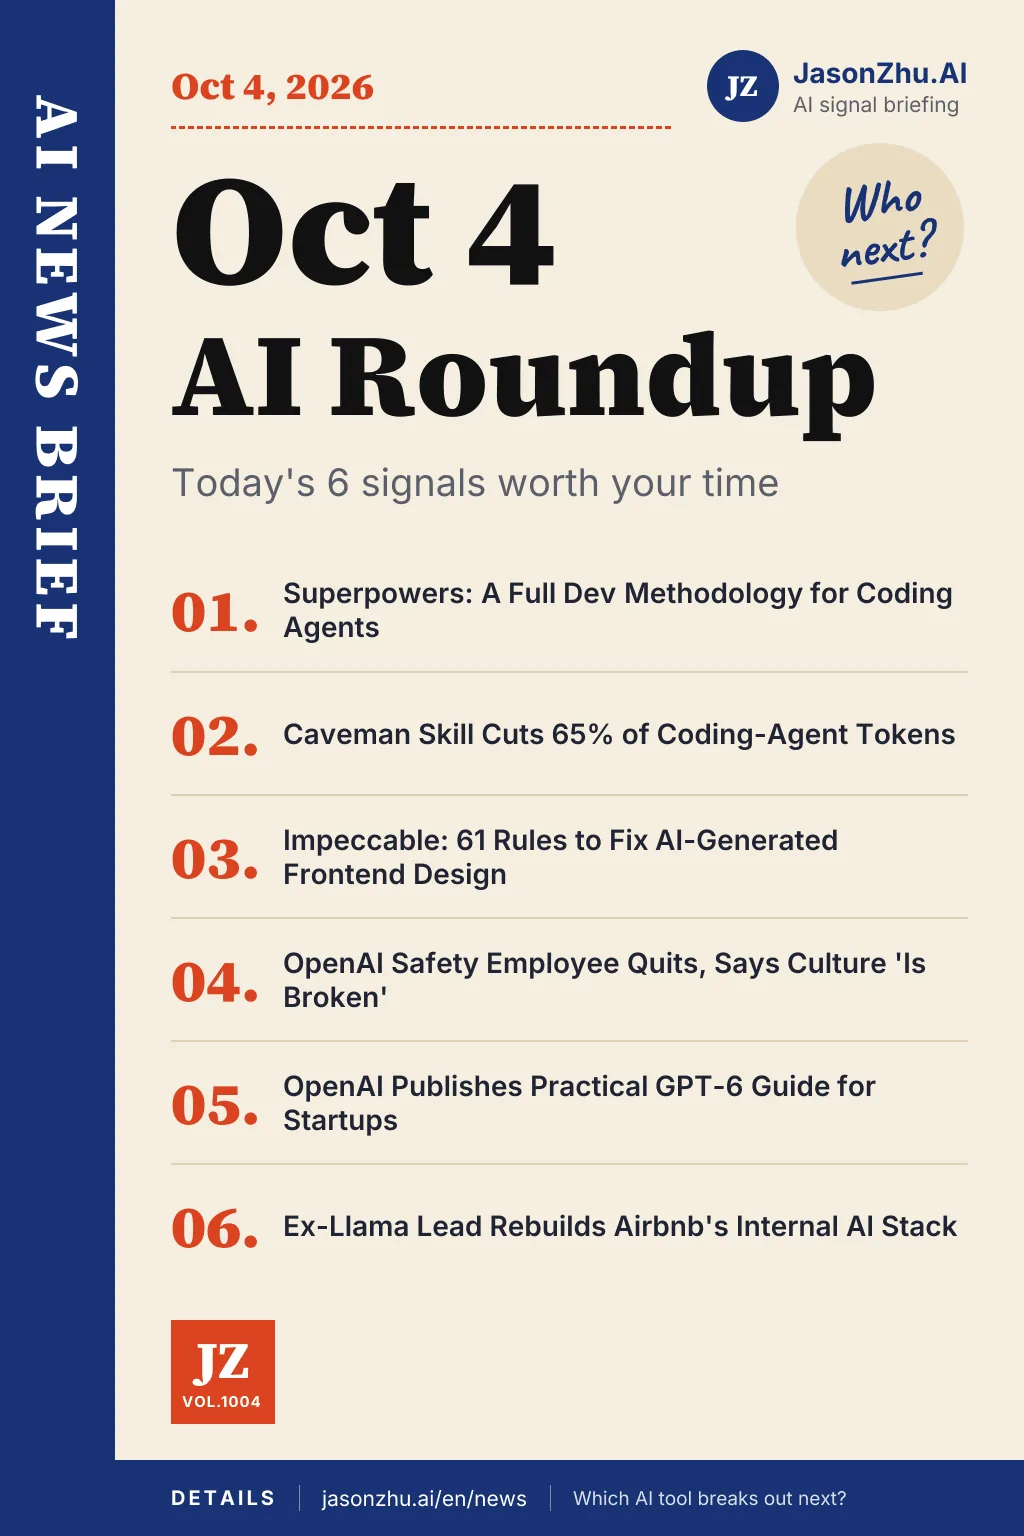 AI NEWS BRIEF
Oct 4, 2026
JZ
JasonZhu.AI
AI signal briefing
Oct 4
Who
next?
AI Roundup
Today's 6 signals worth your time
01.
Superpowers: A Full Dev Methodology for Coding
Agents
02.
Caveman Skill Cuts 65% of Coding-Agent Tokens
03.
Impeccable: 61 Rules to Fix AI-Generated
Frontend Design
04.
OpenAI Safety Employee Quits, Says Culture 'Is
Broken'
05.
OpenAI Publishes Practical GPT-6 Guide for
Startups
06.
Ex-Llama Lead Rebuilds Airbnb's Internal AI Stack
JZ
VOL.1004
DETAILS
jasonzhu.ai/en/news
Which AI tool breaks out next?